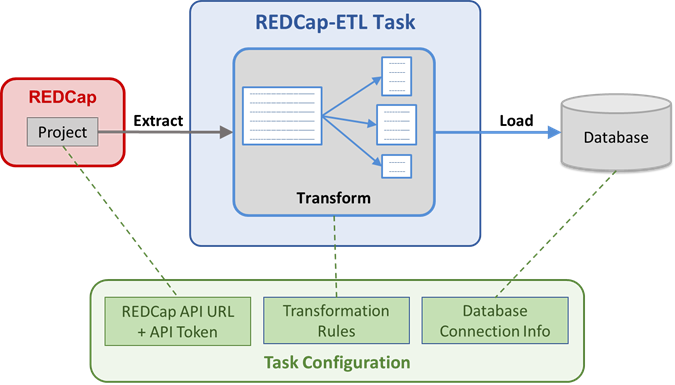 REDCap-ETL Task
REDCap
Project
Extract
Transform
Load
Database
REDCap API URL
+ API Token
Transformation
Rules
Database
Connection Info
Task Configuration